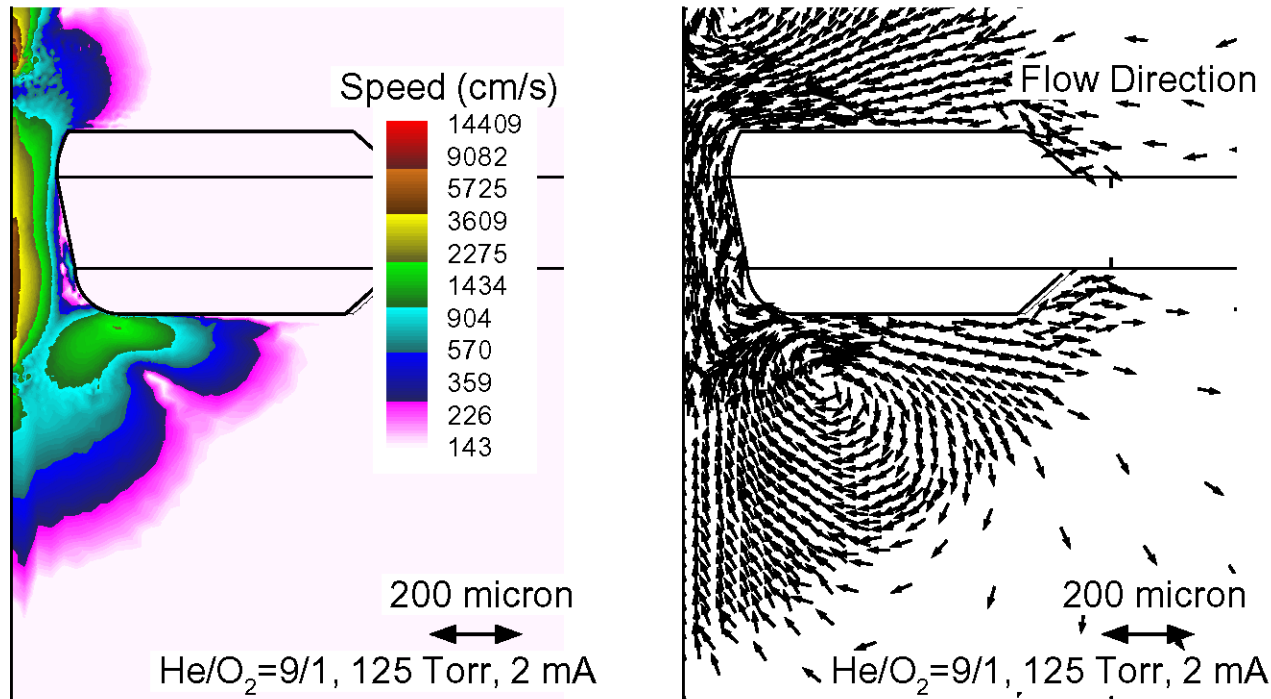 Speed (cm/s)
14409
9082
5725
3609
2275
1434
904
570
359
226
143
200 micron
He/O₂=9/1, 125 Torr, 2 mA
Flow Direction
200 micron
He/O₂=9/1, 125 Torr, 2 mA